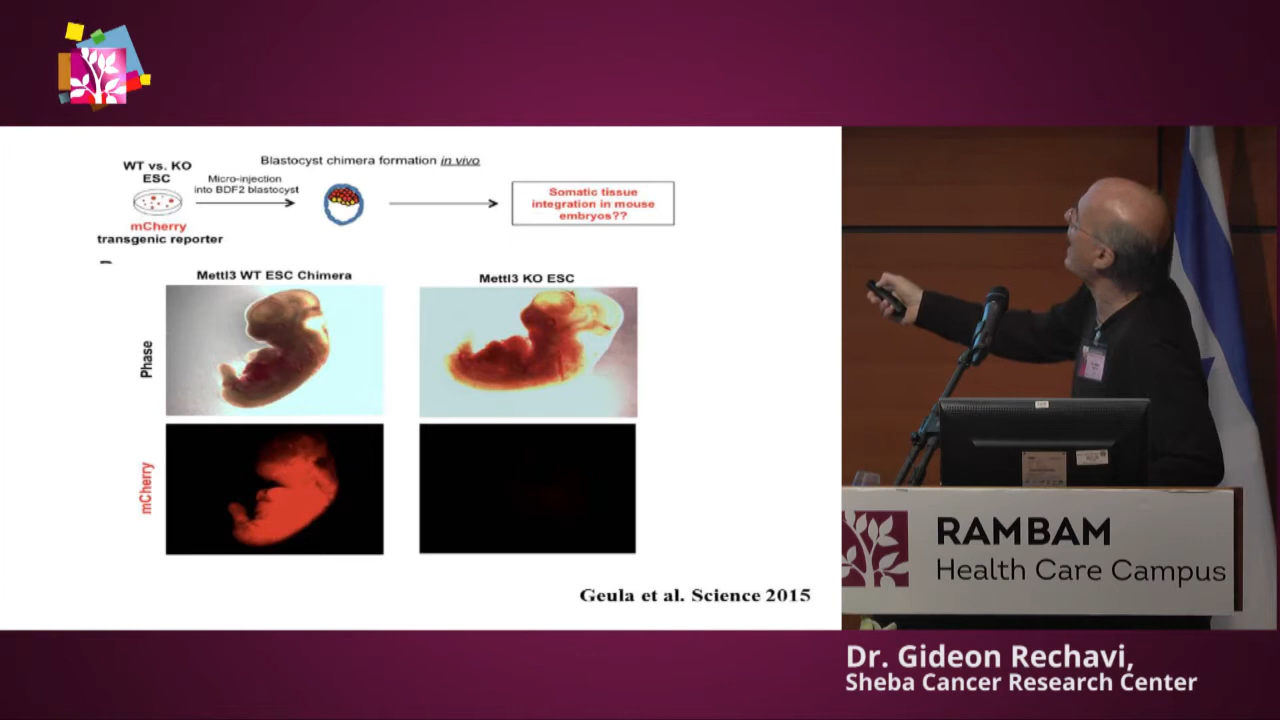 Blastocyst chimera formation in vivo
WT vs. KO
ESC
Micro-injection
into BDF2 blastocyst
mCherry
transgenic reporter
Somatic tissue
integration in mouse
embryos??
Mettl3 WT ESC Chimera
Mettl3 KO ESC
Phase
mCherry
Geula et al. Science 2015
RAMBAM
Health Care Campus
Dr. Gideon Rechavi,
Sheba Cancer Research Center